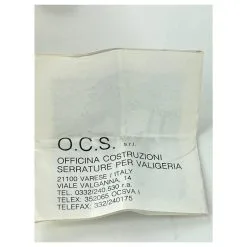 O.C.S. s.r.l.
OFFICINA COSTRUZIONI
SERRATURE PER VALIGERIA
21100 VARESE / ITALY
VIALE VALGANNA, 14
TEL. 0332/240.530 r.a.
TELEX: 352065 OCSVA I
TELEFAX: 332/240175